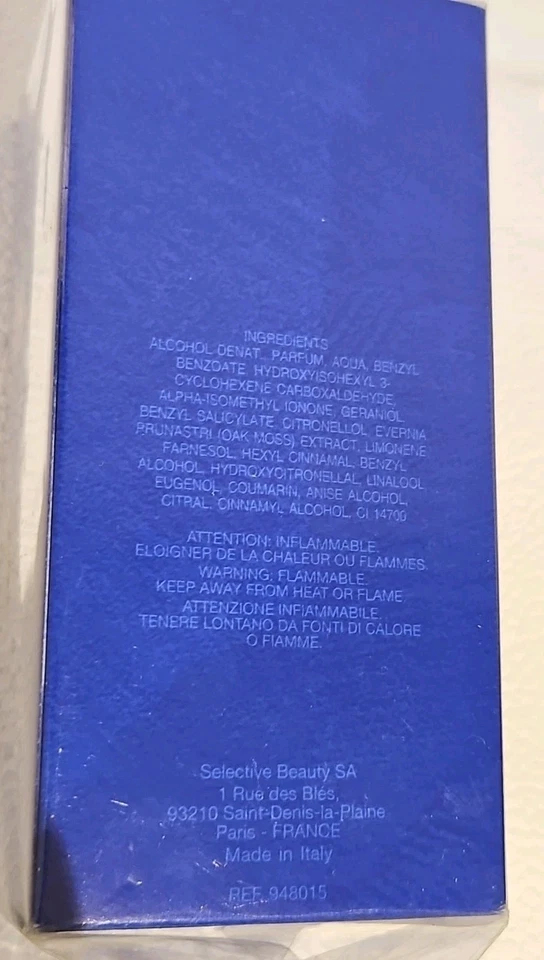 INGREDIENTS
ALCOHOL DENAT., PARFUM, AQUA, BENZYL
BENZOATE, HYDROXYISOHEXYL 3-
CYCLOHEXENE CARBOXALDEHYDE,
ALPHA-ISOMETHYL IONONE, GERANIOL,
BENZYL SALICYLATE, CITRONELLOL, EVERNIA
PRUNASTRI (OAK MOSS) EXTRACT, LIMONENE
FARNESOL, HEXYL CINNAMAL, BENZYL
ALCOHOL, HYDROXYCITRONELLAL, LINALOOL
EUGENOL, COUMARIN, ANISE ALCOHOL,
CITRAL, CINNAMYL ALCOHOL, CI 14700
ATTENTION: INFLAMMABLE.
ELOIGNER DE LA CHALEUR OU FLAMMES.
WARNING: FLAMMABLE.
KEEP AWAY FROM HEAT OR FLAME
ATTENZIONE INFIAMMABILE.
TENERE LONTANO DA FONTI DI CALORE
O FIAMME.
Selective Beauty SA
1 Rue des Blés,
93210 Saint-Denis-la-Plaine
Paris - FRANCE
Made in Italy
REF. 948015